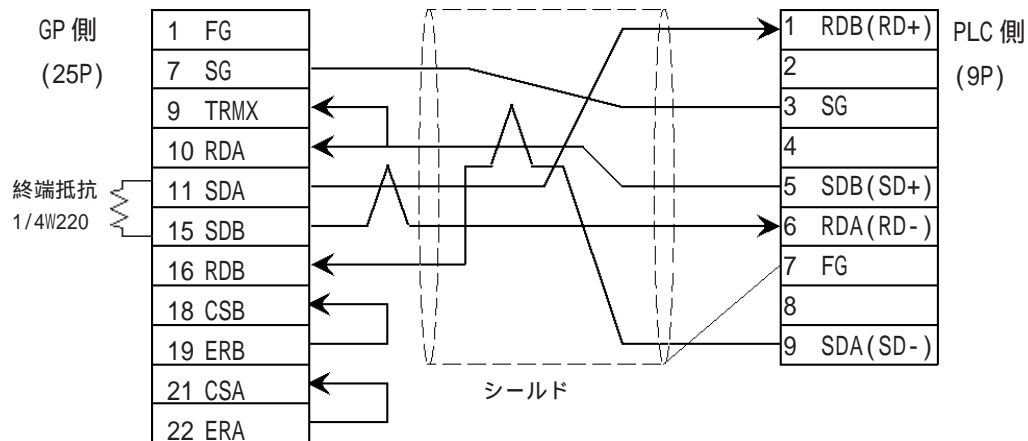 GP 側
(25P)
1 FG
7 SG
9 TRMX
10 RDA
11 SDA
15 SDB
16 RDB
18 CSB
19 ERB
21 CSA
22 ERA
終端抵抗
1/4W220
シールド
PLC 側
(9P)
1 RDB(RD+)
2
3 SG
4
5 SDB(SD+)
6 RDA(RD-)
7 FG
8
9 SDA(SD-)